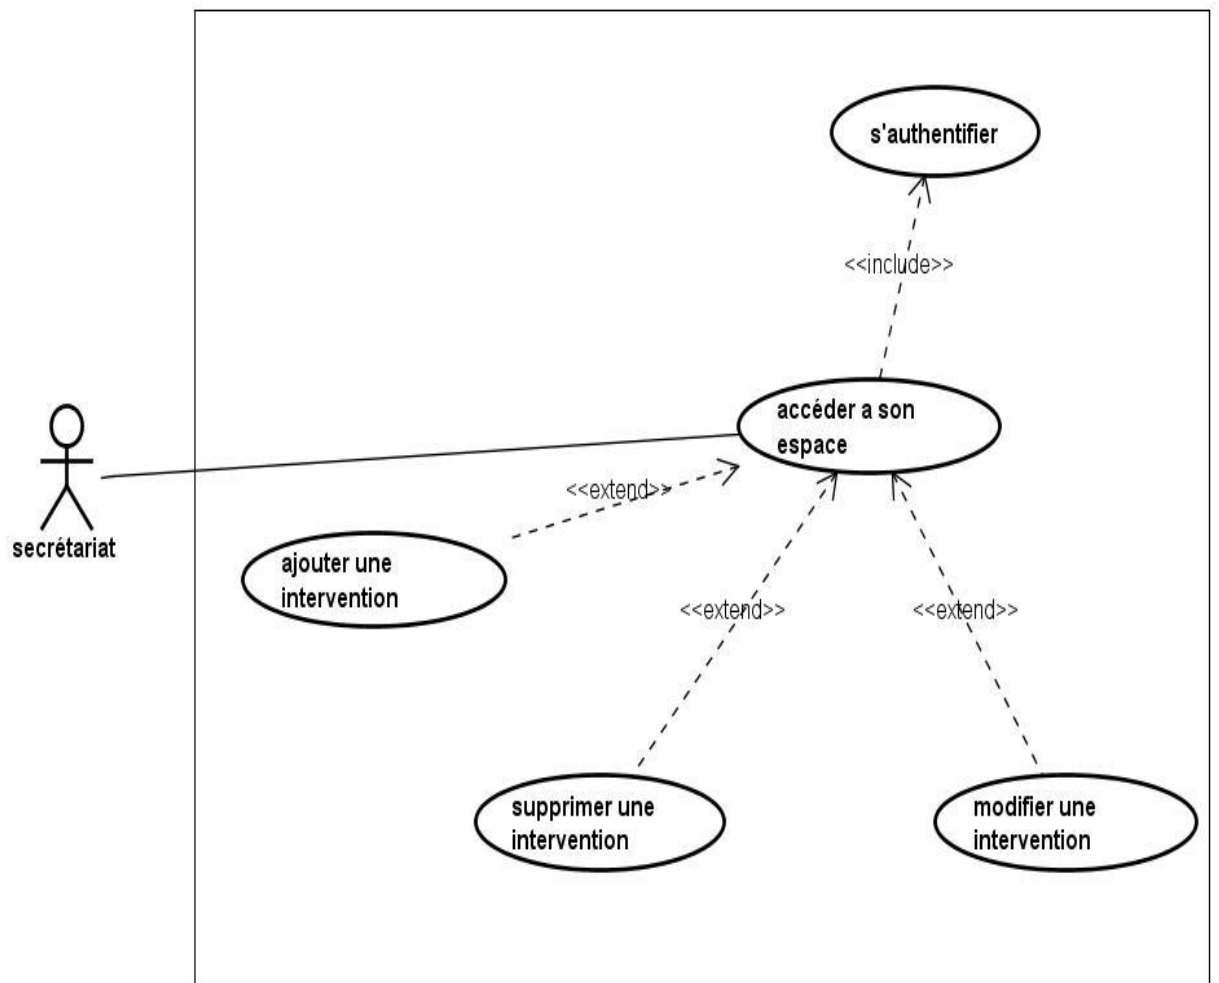 s'authentifier
<<include>>
accéder a son
espace
<<extend>>
secrétariat
ajouter une
intervention
<<extend>>
<<extend>>
supprimer une
intervention
modifier une
intervention